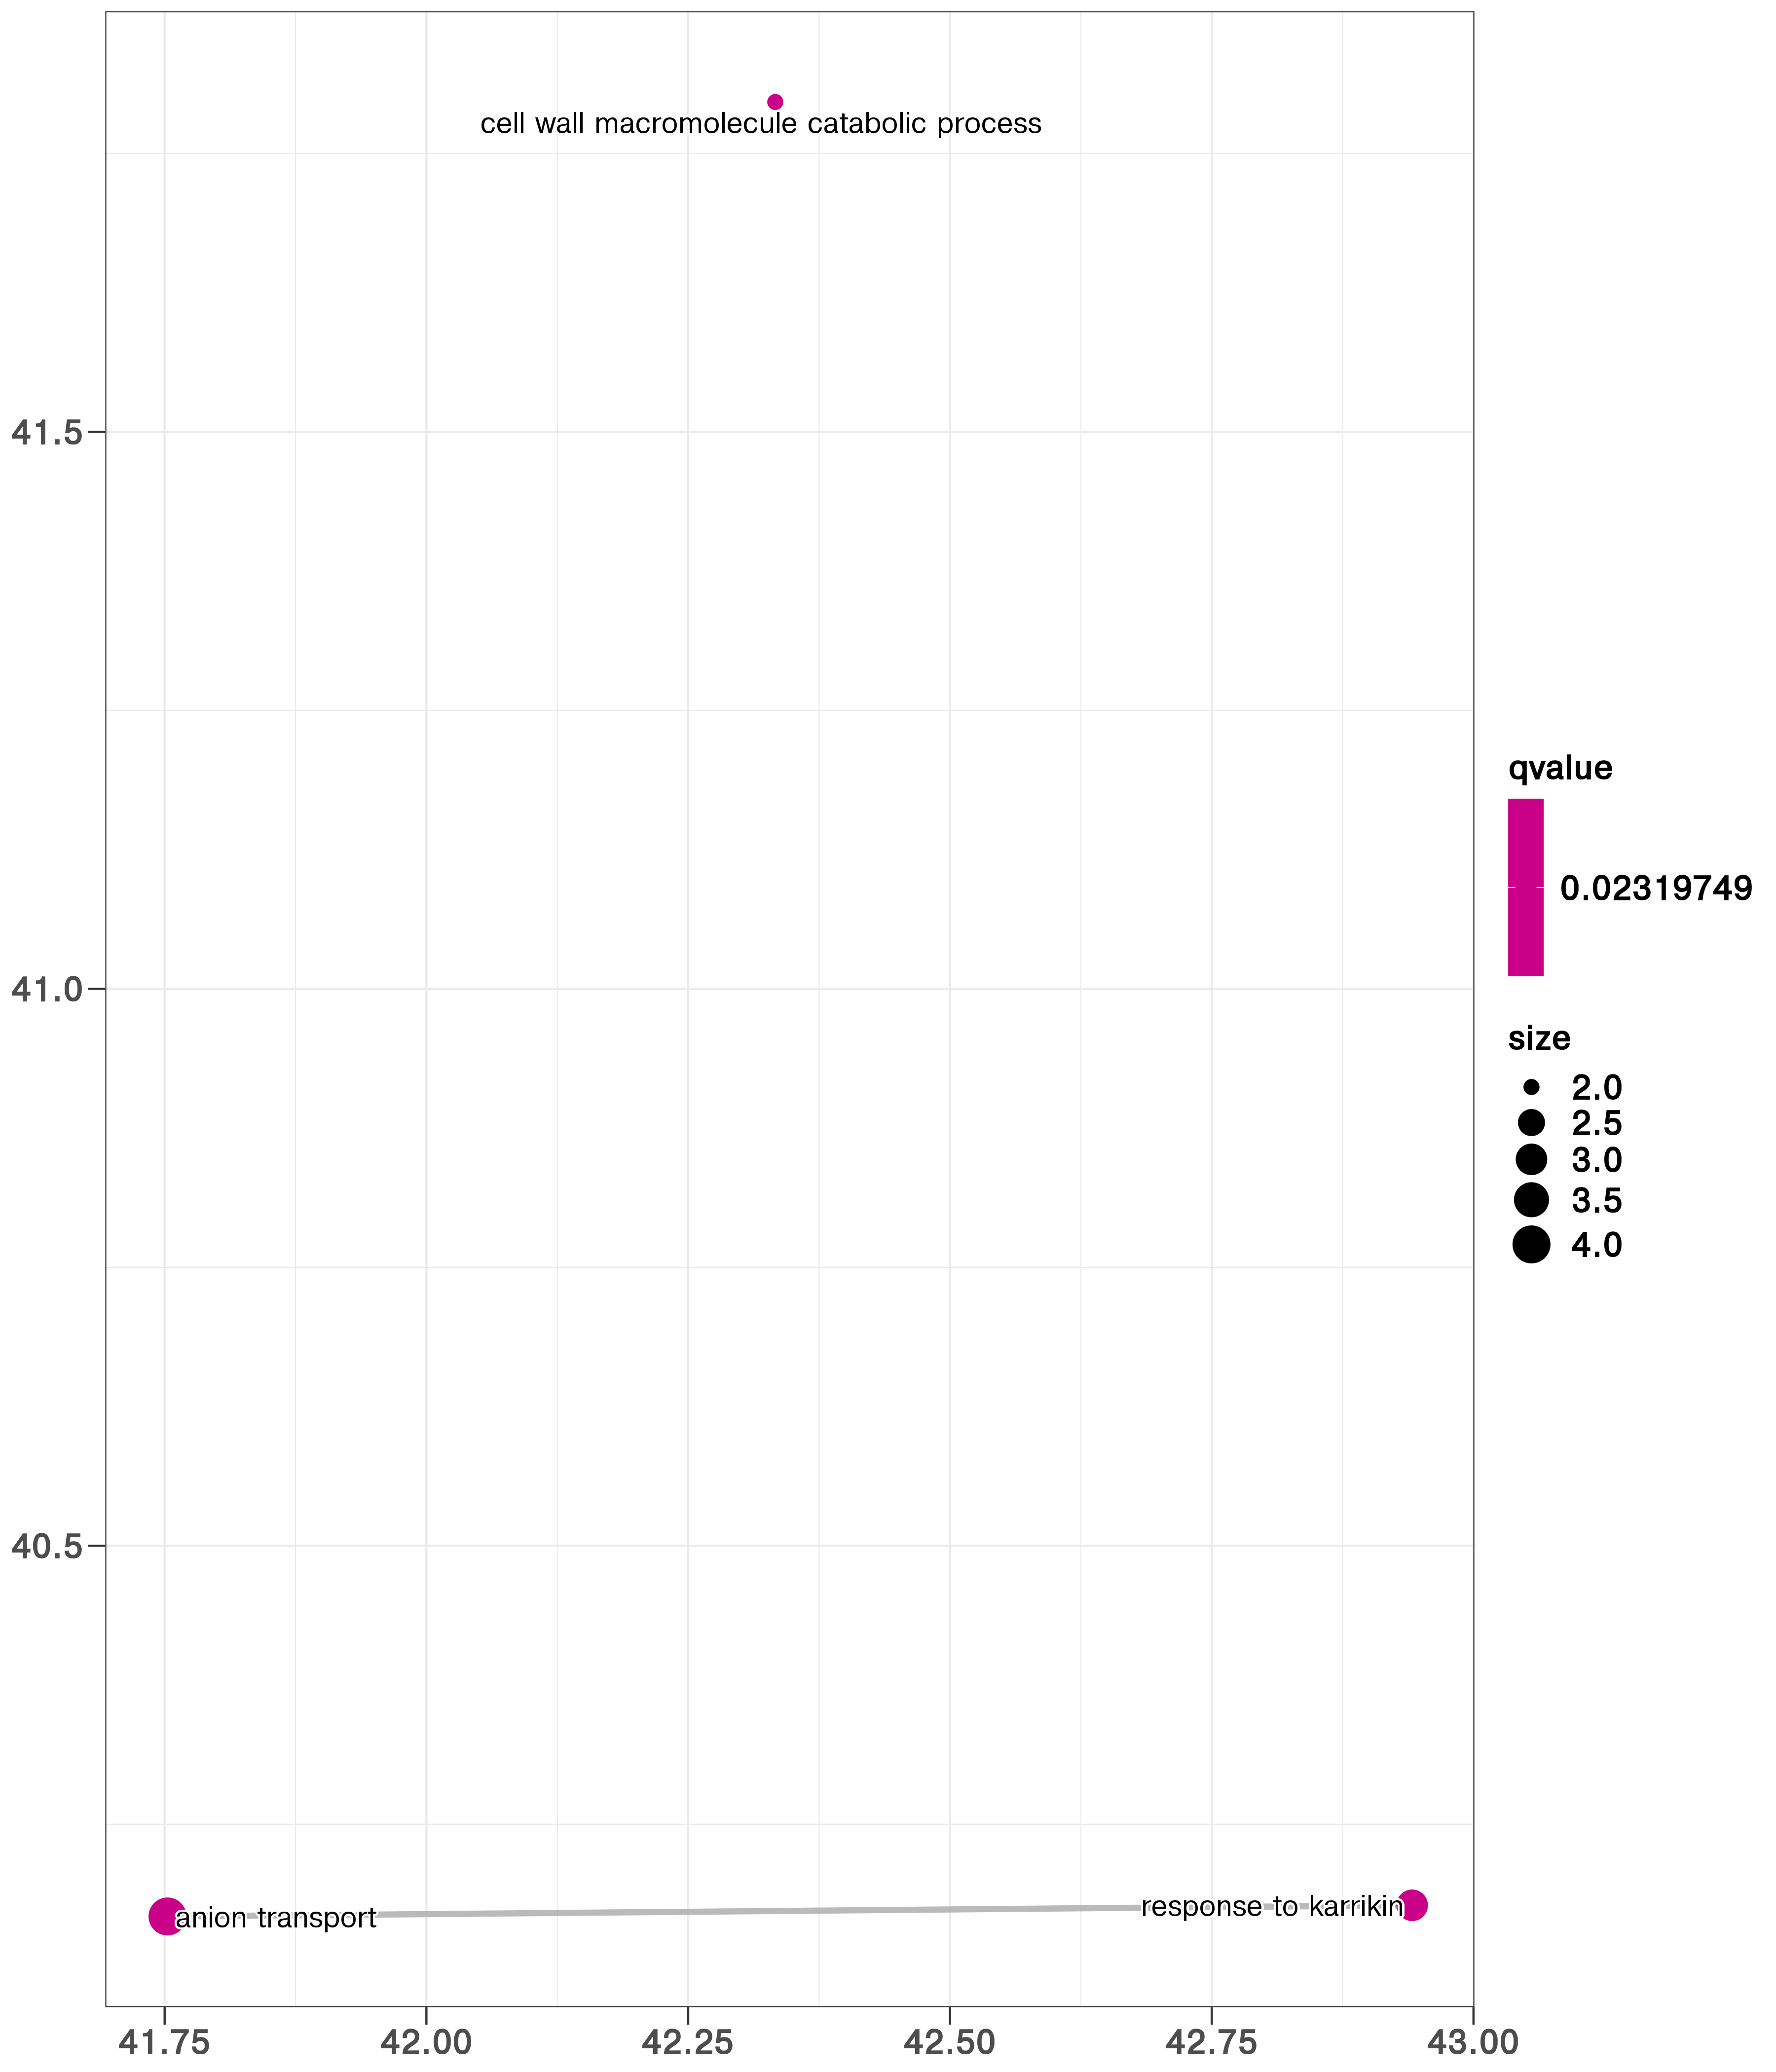 cell wall macromolecule catabolic process
41.5
41.0
40.5
anion transport
response to karrikin
41.75 42.00 42.25 42.50 42.75 43.00
qvalue
0.02319749
size
2.0
2.5
3.0
3.5
4.0